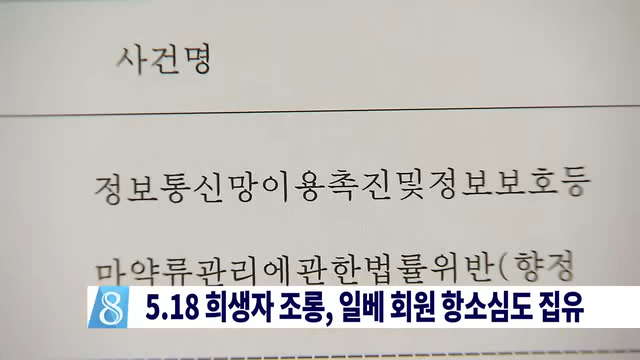 사건명
정보통신망이용촉진및정보보호등
마약류관리에관한법률위반(향정
8 5.18 희생자 조롱, 일베 회원 항소심도 집유